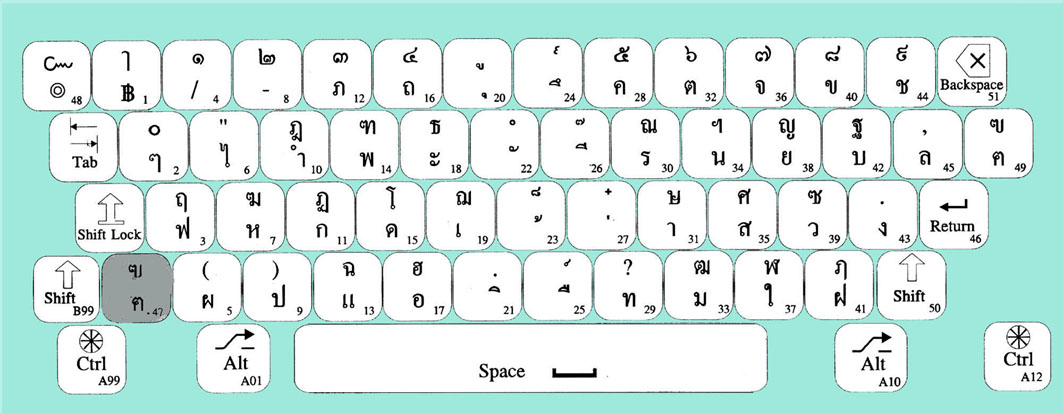 ๛ ๅ ๑ ๒ ๓ ๔ ู ๎ ๕ ๖ ๗ ๘ ๙
๏ 48 ฿ 1 / 4 - 8 ภ 12 ถ 16 ุ 20 ึ 24 ค 28 ต 32 จ 36 ข 40 ช 44 Backspace 51
๐ " ฎ ฑ ธ ํ ๊ ณ ฯ ญ ฐ , ฃ
Tab ๆ 2 ไ 6 ำ 10 พ 14 ะ 18 ั 22 ี 26 ร 30 น 34 ย 38 บ 42 ล 45 ฅ 49
ฤ ฆ ฏ โ ฌ ็ ๋ ษ ศ ซ .
Shift Lock ฟ 3 ห 7 ก 11 ด 15 เ 19 ้ 23 ่ 27 า 31 ส 35 ว 39 ง 43 Return 46
ฃ ( ) ฉ ฮ ฺ ์ ? ฒ ฬ ฦ
Shift B99 ฅ .47 ผ 5 ป 9 แ 13 อ 17 ิ 21 ื 25 ท 29 ม 33 ใ 37 ฝ 41 Shift 50
Ctrl A99 Alt A01 Space Alt A10 Ctrl A12